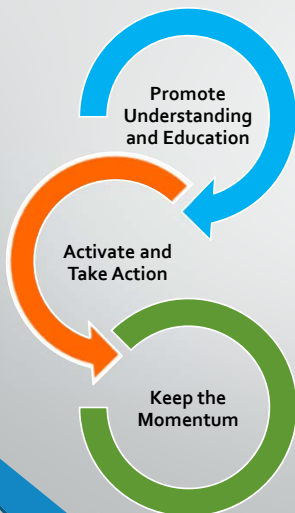 Promote
Understanding
and Education
Activate and
Take Action
Keep the
Momentum